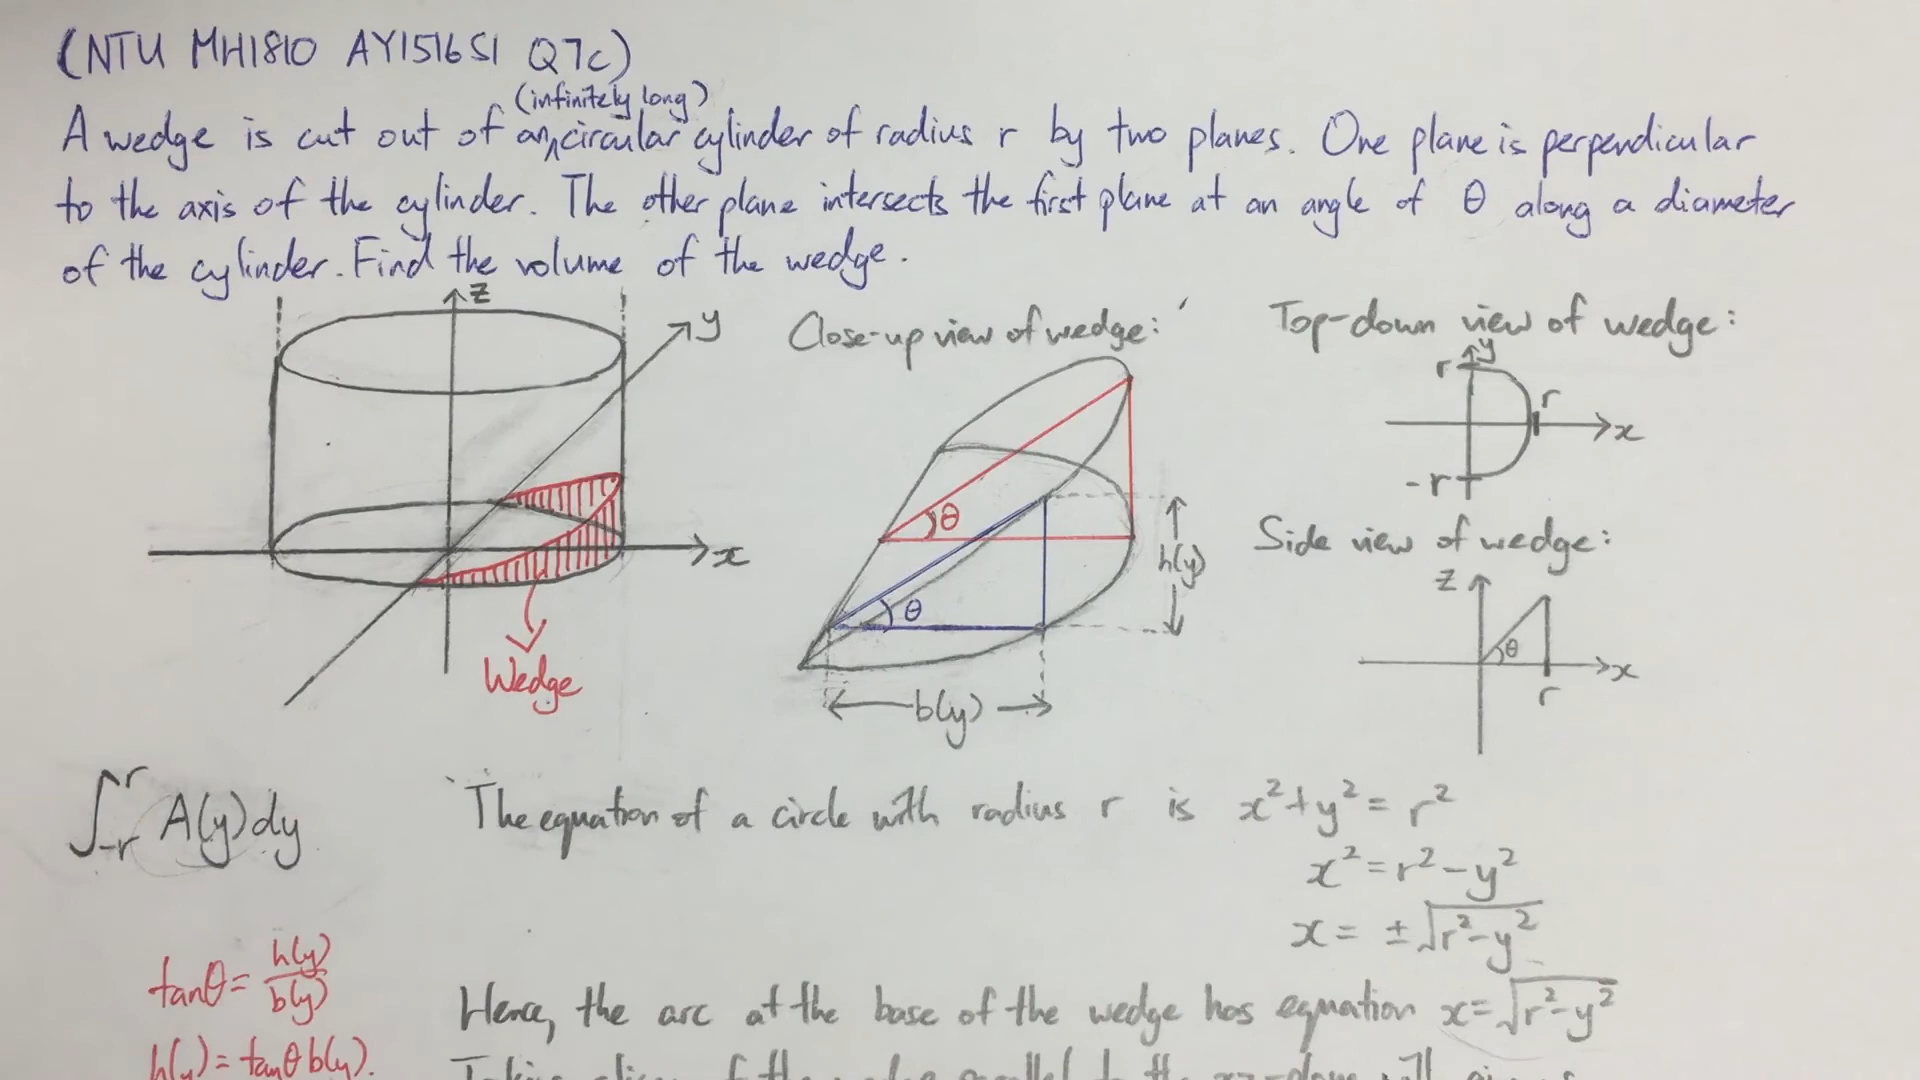 (NTU MH1810 AY1516S1 Q7c)
(infinitely long)
A wedge is cut out of an circular cylinder of radius r by two planes. One plane is perpendicular
to the axis of the cylinder. The other plane intersects the first plane at an angle of θ along a diameter
of the cylinder. Find the volume of the wedge.
z
y
x
Wedge
Close-up view of wedge:
θ
θ
h(y)
b(y)
Top-down view of wedge:
y
r
r
x
-r
Side view of wedge:
z
θ
x
r
∫_{-r}^{r} A(y)dy
The equation of a circle with radius r is x²+y² = r²
x² = r² - y²
x = ±√(r²-y²)
tanθ = h(y)/b(y)
Hence, the arc at the base of the wedge has equation x = √(r²-y²)
h(y) = tanθ b(y).